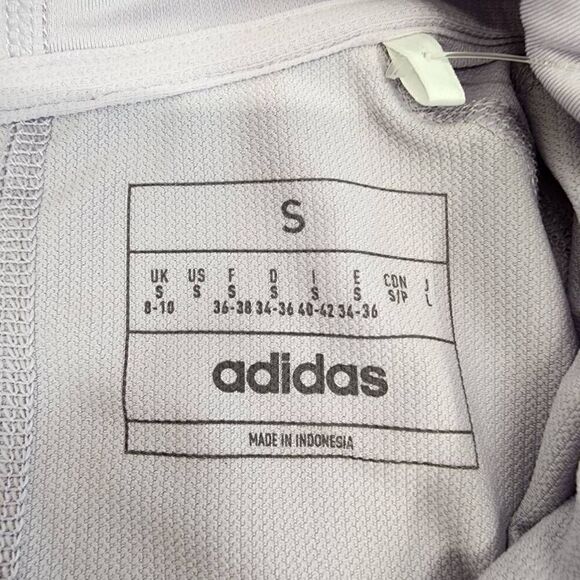 S
UK US F D I E CDN J
S S S S S S S/P L
8-10 36-38 34-36 40-42 34-36
adidas
MADE IN INDONESIA